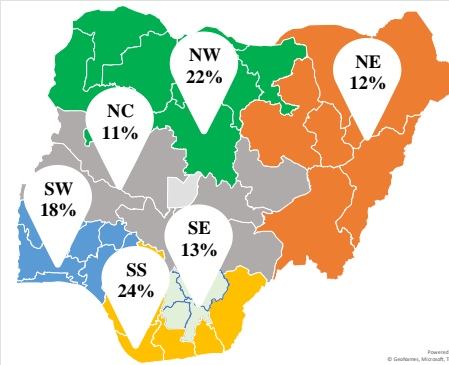 NW
22%
NE
12%
NC
11%
SW
18%
SE
13%
SS
24%
Powered
© GeoNames, Microsoft, T